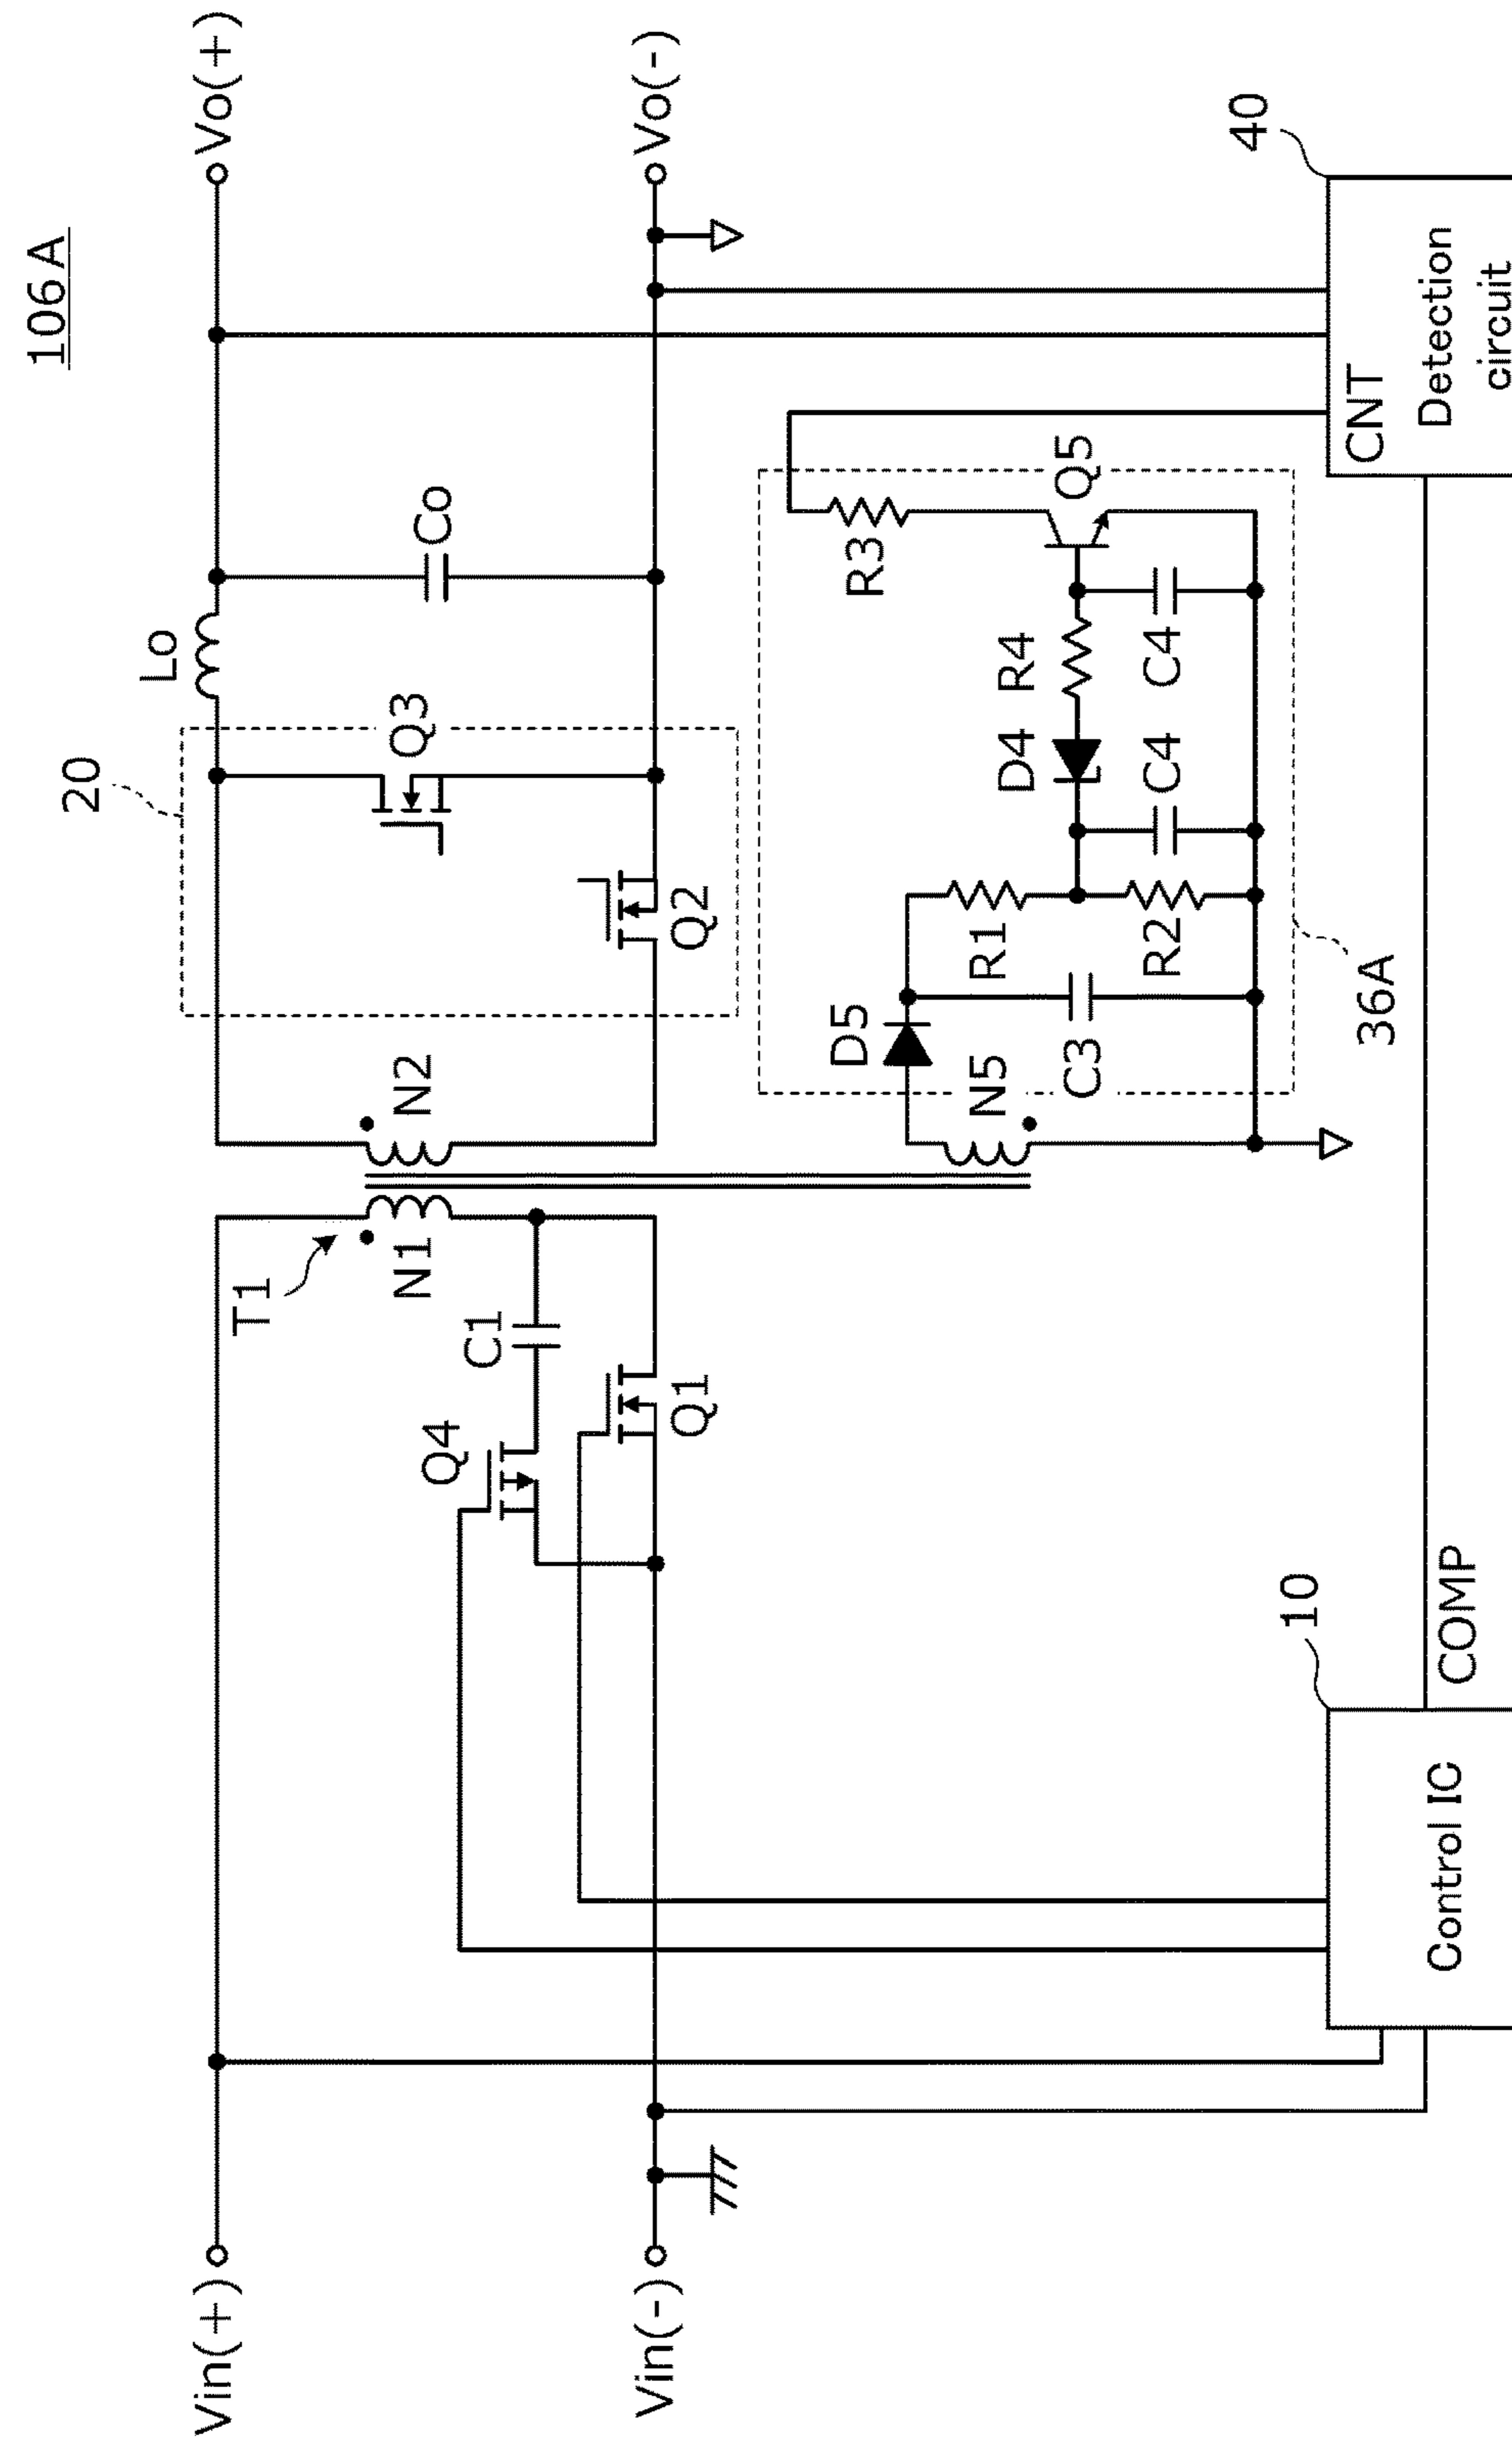 106A
Vin(+)
Vin(-)
T1
N1
N2
C1
Q4
Q1
20
Q3
Q2
Lo
Co
Vo(+)
Vo(-)
D5
N5
C3
R1
R2
D4
C4
R4
C4
R3
Q5
36A
10
Control IC
COMP
40
CNT
Detection
circuit